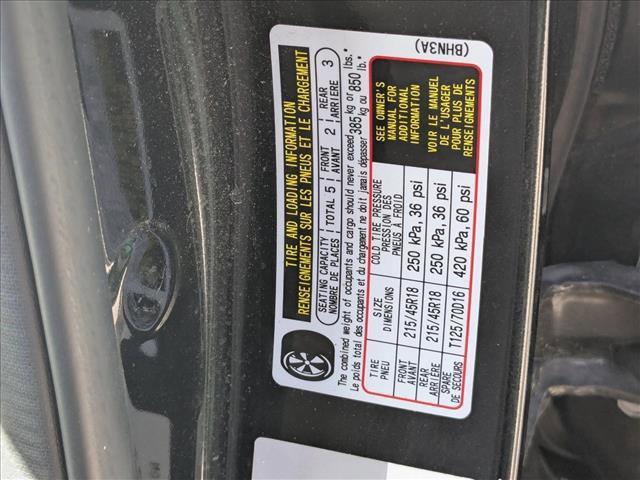 TIRE AND LOADING INFORMATION
RENSEIGNEMENTS SUR LES PNEUS ET LE CHARGEMENT
SEATING CAPACITY TOTAL 5 FRONT 2 REAR 3
NOMBRE DE PLACES AVANT ARRIÈRE
The combined weight of occupants and cargo should never exceed 385 kg or 850 lbs.*
Le poids total des occupants et du chargement ne doit jamais dépasser kg ou lb.*
TIRE SIZE COLD TIRE PRESSURE
PNEU DIMENSIONS PRESSION DES PNEUS À FROID
FRONT AVANT 215/45R18 250 kPa, 36 psi
REAR ARRIÈRE 215/45R18 250 kPa, 36 psi
SPARE DE SECOURS T125/70D16 420 kPa, 60 psi
SEE OWNER'S
MANUAL FOR
ADDITIONAL
INFORMATION
VOIR LE MANUEL
DE L'USAGER
POUR PLUS DE
RENSEIGNEMENTS
(BHN3A)